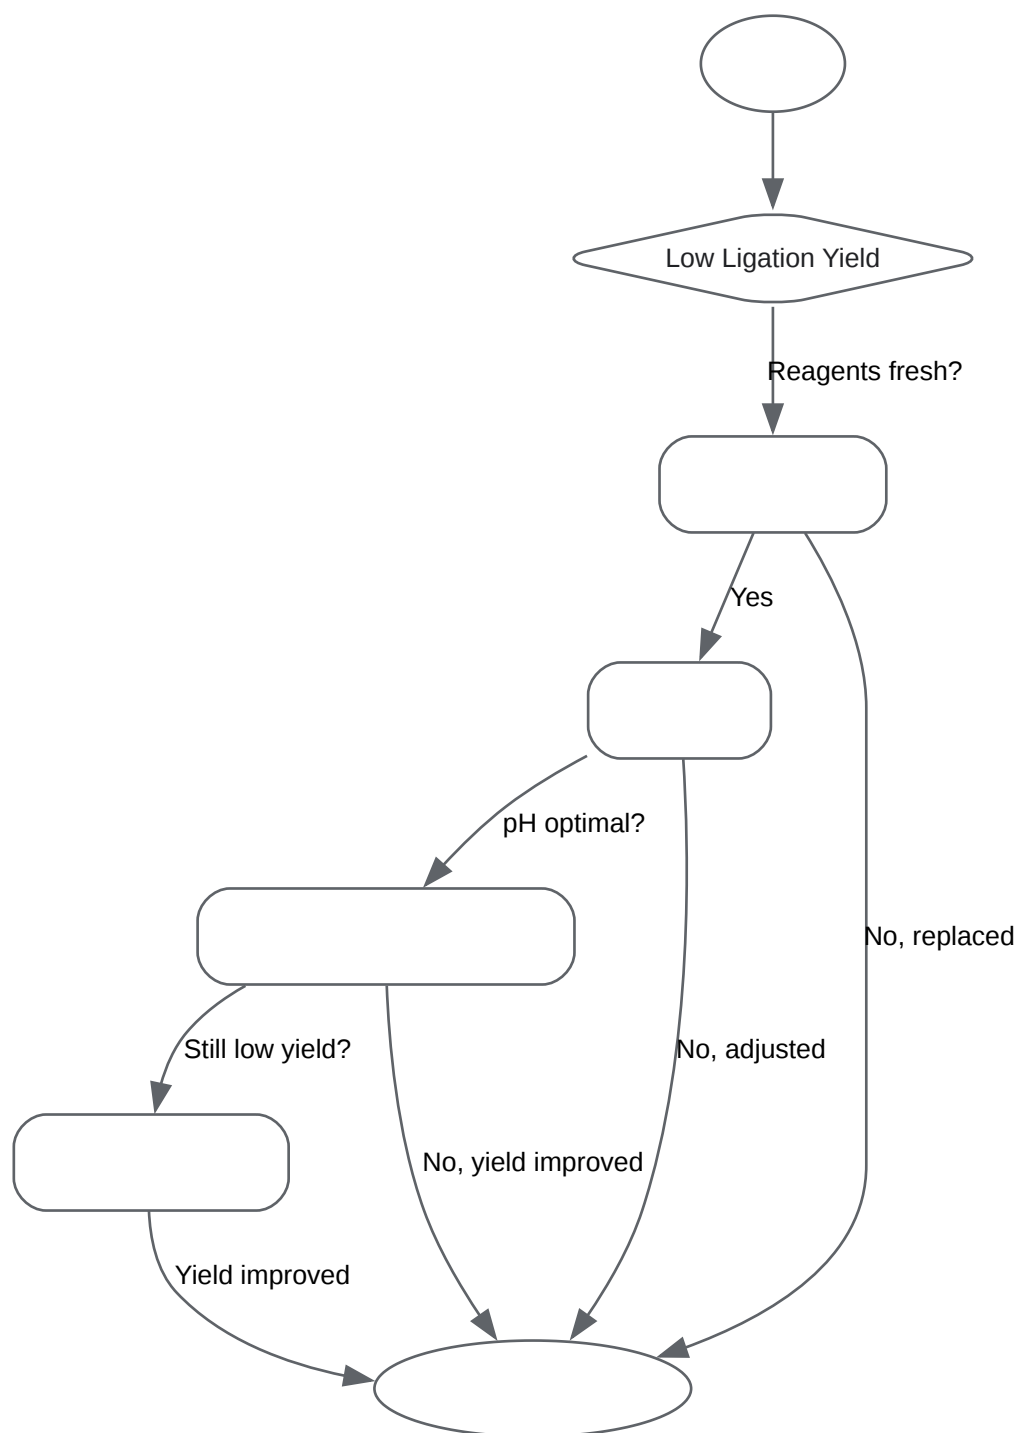 Low Ligation Yield
Reagents fresh?
Yes
pH optimal?
No, replaced
Still low yield?
No, adjusted
No, yield improved
Yield improved